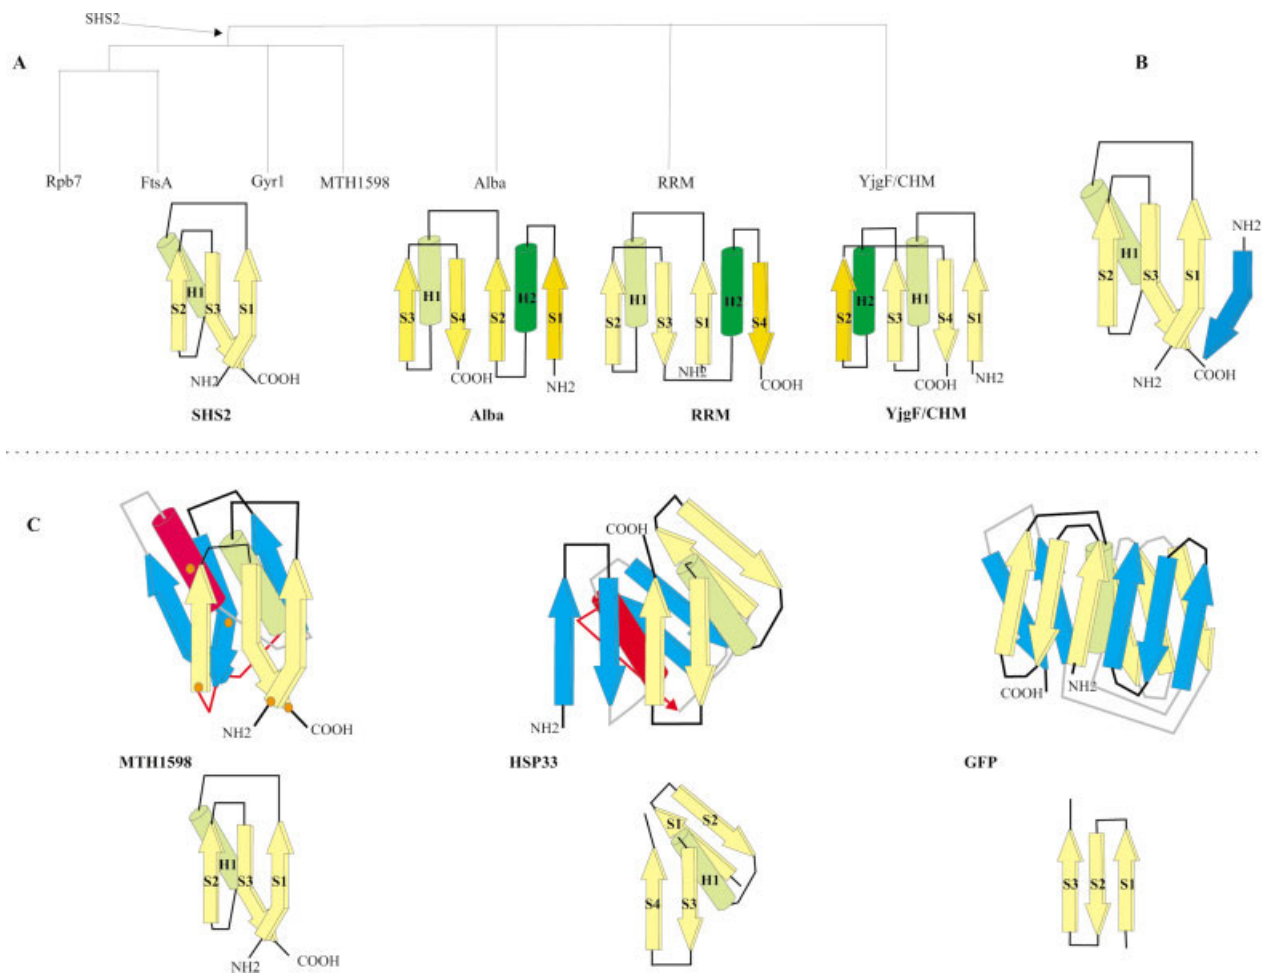 SHS2
A
B
Rpb7 FtsA Gyr1 MTH1598 Alba RRM YjgF/CHM
S2 H1 S3 S1
NH2 COOH
SHS2
S3 H1 S4 S2 H2 S1
COOH NH2
Alba
S2 H1 S3 S1 H2 S4
NH2 COOH
RRM
S2 H2 S3 H1 S4 S1
COOH NH2
YjgF/CHM
NH2
S2 H1 S3 S1
NH2 COOH
C
NH2 COOH
MTH1598
COOH
NH2
HSP33
COOH NH2
GFP
S2 H1 S3 S1
NH2 COOH
S1 S2
S4 S3 H1
S3 S2 S1